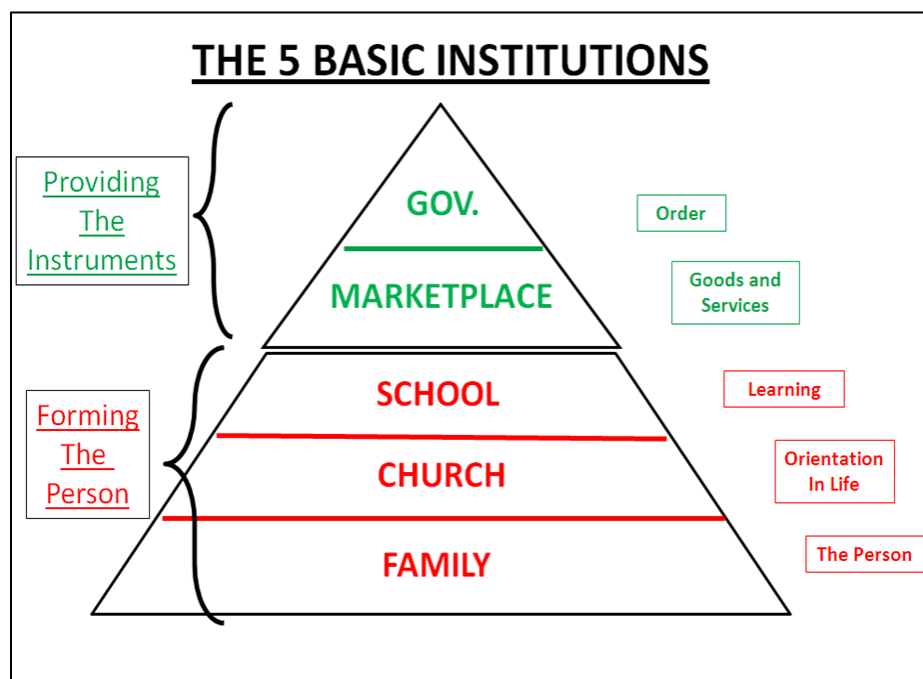 THE 5 BASIC INSTITUTIONS
Providing
The
Instruments
GOV.
Order
MARKETPLACE
Goods and
Services
Forming
The
Person
SCHOOL
Learning
CHURCH
Orientation
In Life
FAMILY
The Person